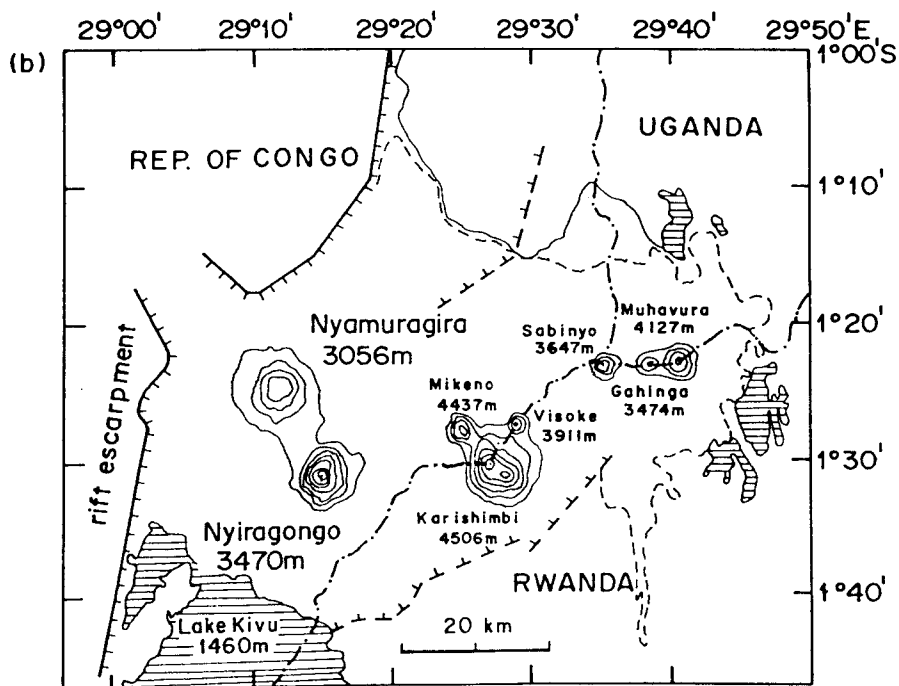 29°00' 29°10' 29°20' 29°30' 29°40' 29°50'E
(b)
1°00'S
UGANDA
REP. OF CONGO
1°10'
Nyamuragira
3056m
Muhavura
4127m
1°20'
Sabinyo
3647m
Mikeno
4437m
Gahinga
3474m
Visoke
3911m
rift escarpment
1°30'
Karishimbi
4506m
Nyiragongo
3470m
RWANDA
1°40'
Lake Kivu
1460m
20 km